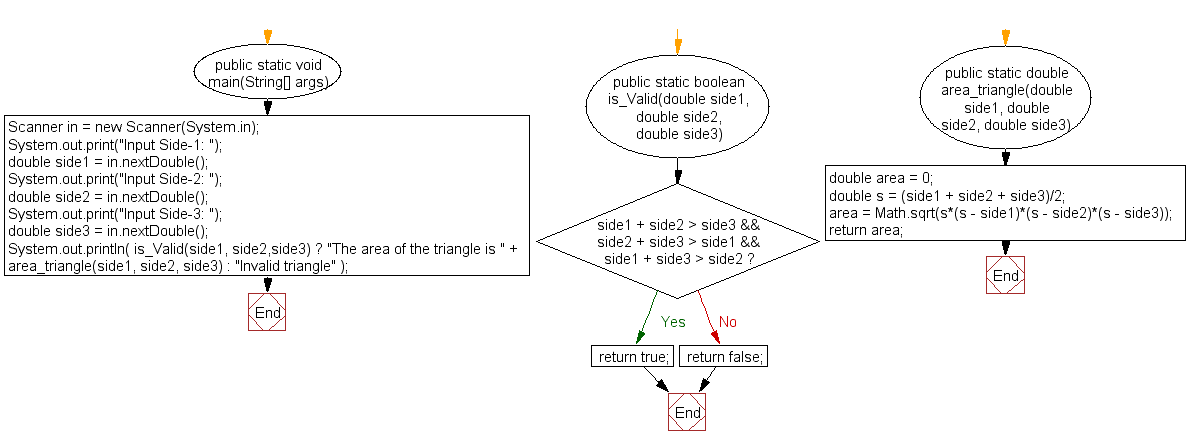 public static void
main(String[] args)
Scanner in = new Scanner(System.in);
System.out.print("Input Side-1: ");
double side1 = in.nextDouble();
System.out.print("Input Side-2: ");
double side2 = in.nextDouble();
System.out.print("Input Side-3: ");
double side3 = in.nextDouble();
System.out.println( is_Valid(side1, side2,side3) ? "The area of the triangle is " +
area_triangle(side1, side2, side3) : "Invalid triangle" );
End
public static boolean
is_Valid(double side1,
double side2,
double side3)
side1 + side2 > side3 &&
side2 + side3 > side1 &&
side1 + side3 > side2 ?
Yes
No
return true;
return false;
End
public static double
area_triangle(double
side1, double
side2, double side3)
double area = 0;
double s = (side1 + side2 + side3)/2;
area = Math.sqrt(s*(s - side1)*(s - side2)*(s - side3));
return area;
End